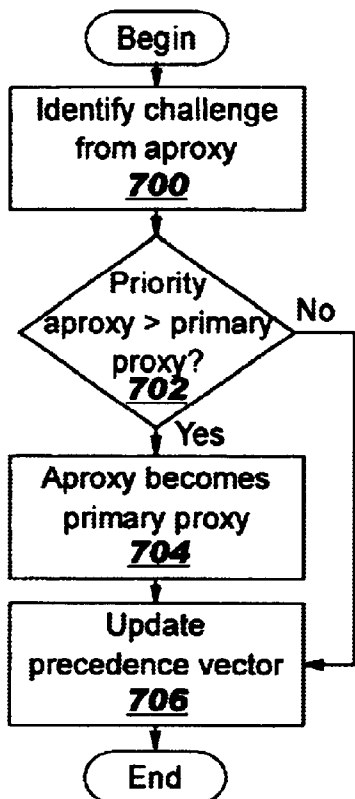 Begin
Identify challenge
from aproxy
700
Priority
aproxy > primary
proxy?
702
No
Yes
Aproxy becomes
primary proxy
704
Update
precedence vector
706
End